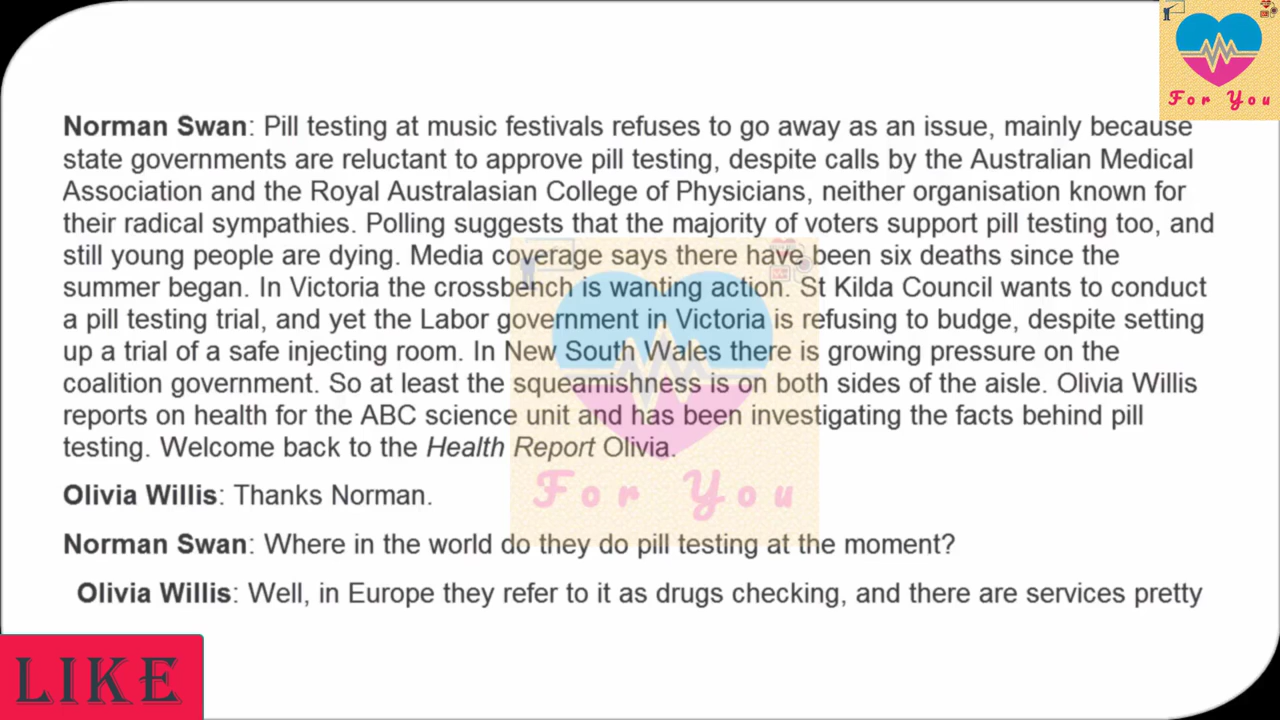 For You
Norman Swan: Pill testing at music festivals refuses to go away as an issue, mainly because
state governments are reluctant to approve pill testing, despite calls by the Australian Medical
Association and the Royal Australasian College of Physicians, neither organisation known for
their radical sympathies. Polling suggests that the majority of voters support pill testing too, and
still young people are dying. Media coverage says there have been six deaths since the
summer began. In Victoria the crossbench is wanting action. St Kilda Council wants to conduct
a pill testing trial, and yet the Labor government in Victoria is refusing to budge, despite setting
up a trial of a safe injecting room. In New South Wales there is growing pressure on the
coalition government. So at least the squeamishness is on both sides of the aisle. Olivia Willis
reports on health for the ABC science unit and has been investigating the facts behind pill
testing. Welcome back to the Health Report Olivia.
Olivia Willis: Thanks Norman.
For You
Norman Swan: Where in the world do they do pill testing at the moment?
Olivia Willis: Well, in Europe they refer to it as drugs checking, and there are services pretty
LIKE